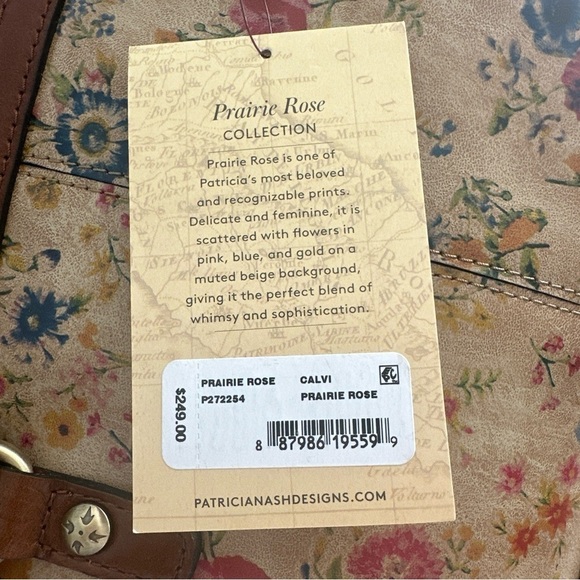 Prairie Rose
COLLECTION
Prairie Rose is one of
Patricia's most beloved
and recognizable prints.
Delicate and feminine, it is
scattered with flowers in
pink, blue, and gold on a
muted beige background,
giving it the perfect blend of
whimsy and sophistication.
$249.00
PRAIRIE ROSE CALVI
P272254 PRAIRIE ROSE
8 87986 19559 9
PATRICIANASHDESIGNS.COM